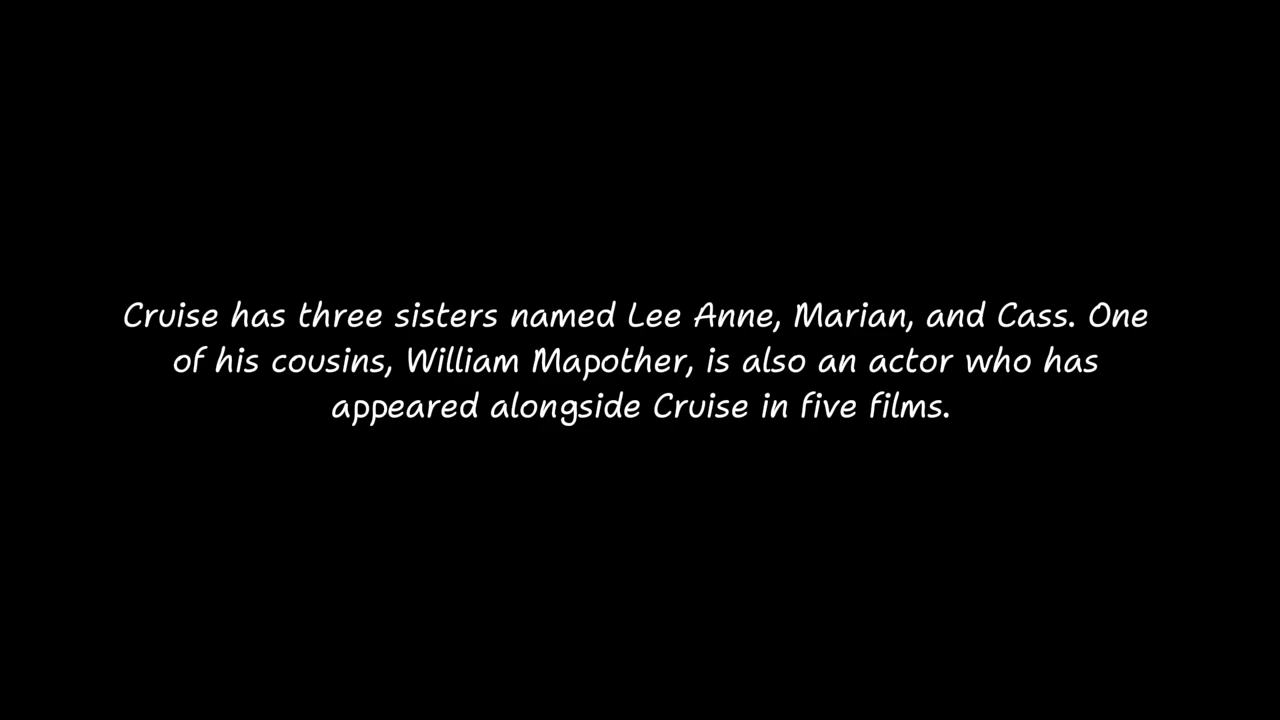 Cruise has three sisters named Lee Anne, Marian, and Cass. One
of his cousins, William Mapother, is also an actor who has
appeared alongside Cruise in five films.